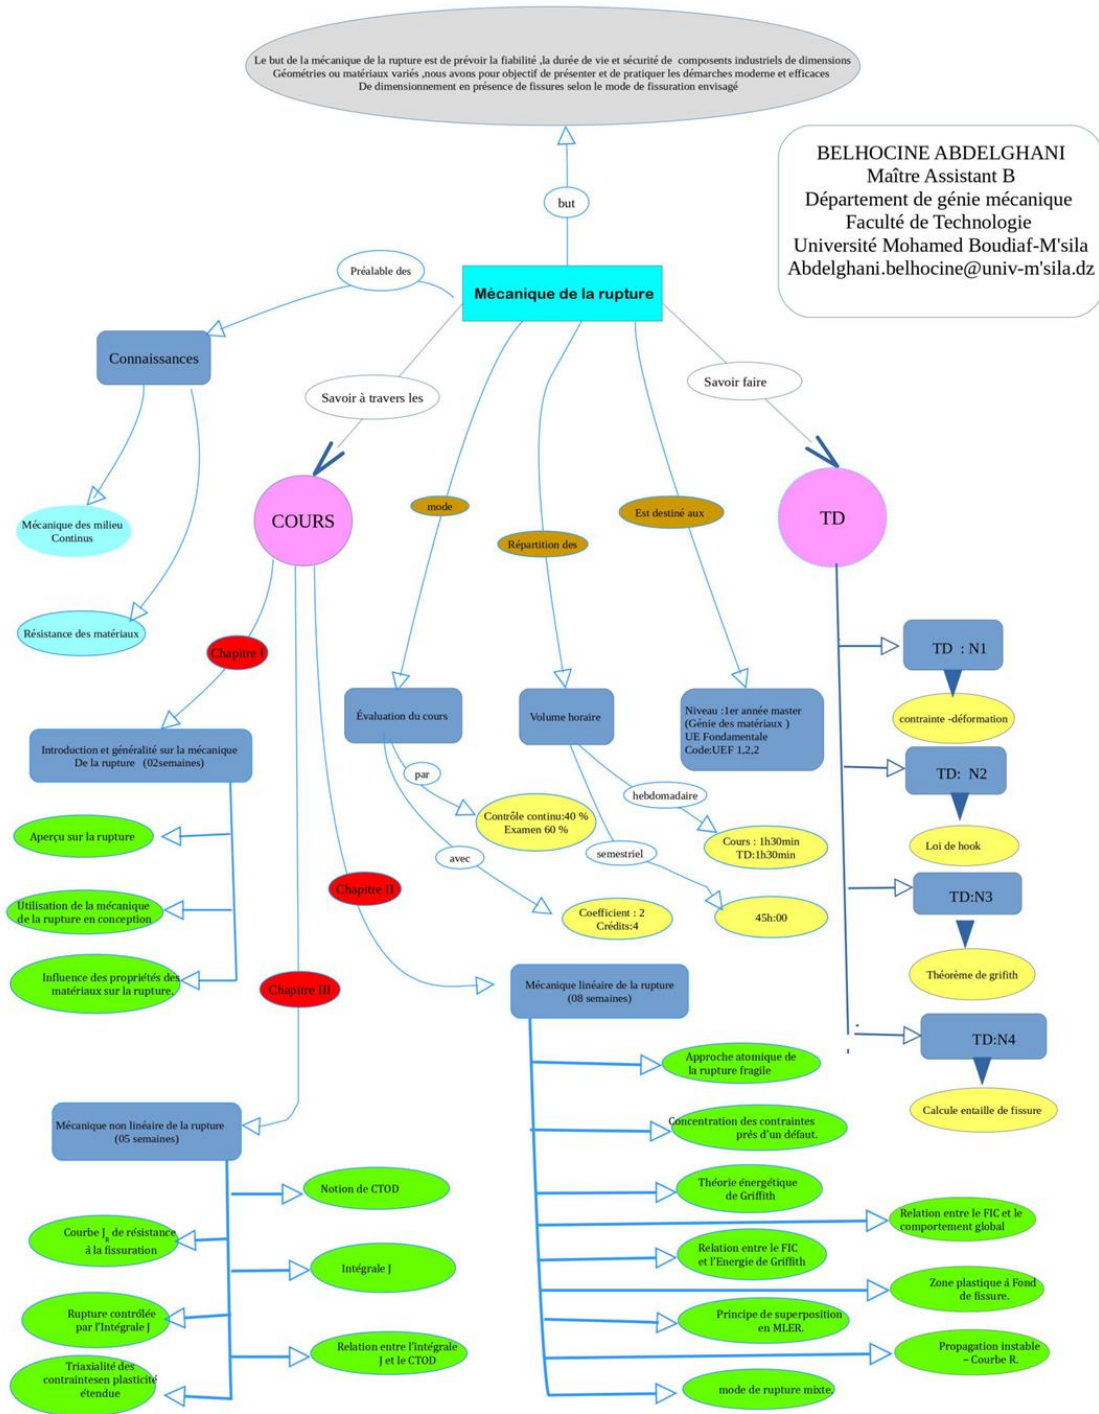 Le but de la mécanique de la rupture est de prévoir la fiabilité ,la durée de vie et sécurité de composents industriels de dimensions
Géométries ou matériaux variés ,nous avons pour objectif de présenter et de pratiquer les démarches moderne et efficaces
De dimensionnement en présence de fissures selon le mode de fissuration envisagé
BELHOCINE ABDELGHANI
Maître Assistant B
Département de génie mécanique
Faculté de Technologie
Université Mohamed Boudiaf-M'sila
Abdelghani.belhocine@univ-m'sila.dz
but
Préalable des
Mécanique de la rupture
Connaissances
Savoir à travers les
Savoir faire
Mécanique des milieu
Continus
Résistance des matériaux
COURS
mode
Répartition des
Est destiné aux
TD
Chapitre I
Introduction et généralité sur la mécanique
De la rupture (02semaines)
Aperçu sur la rupture
Utilisation de la mécanique
de la rupture en conception
Influence des propriétés des
matériaux sur la rupture.
Évaluation du cours
par
Contrôle continu:40 %
Examen 60 %
avec
Coefficient : 2
Crédits:4
Volume horaire
hebdomadaire
Cours : 1h30min
TD:1h30min
semestriel
45h:00
Niveau :1er année master
(Génie des matériaux )
UE Fondamentale
Code:UEF 1,2,2
TD : N1
contrainte -déformation
TD: N2
Loi de hook
TD:N3
Théorème de grifith
TD:N4
Calcule entaille de fissure
Chapitre II
Mécanique linéaire de la rupture
(08 semaines)
Approche atomique de
la rupture fragile
Concentration des contraintes
près d'un défaut.
Théorie énergétique
de Griffith
Relation entre le FIC et le
comportement global
Relation entre le FIC
et l'Energie de Griffith
Zone plastique á Fond
de fissure.
Principe de superposition
en MLER.
Propagation instable
– Courbe R.
mode de rupture mixte.
Chapitre III
Mécanique non linéaire de la rupture
(05 semaines)
Notion de CTOD
Courbe J_R de résistance
á la fissuration
Intégrale J
Rupture contrôlée
par l'Intégrale J
Relation entre l'intégrale
J et le CTOD
Triaxialité des
contraintesen plasticité
étendue